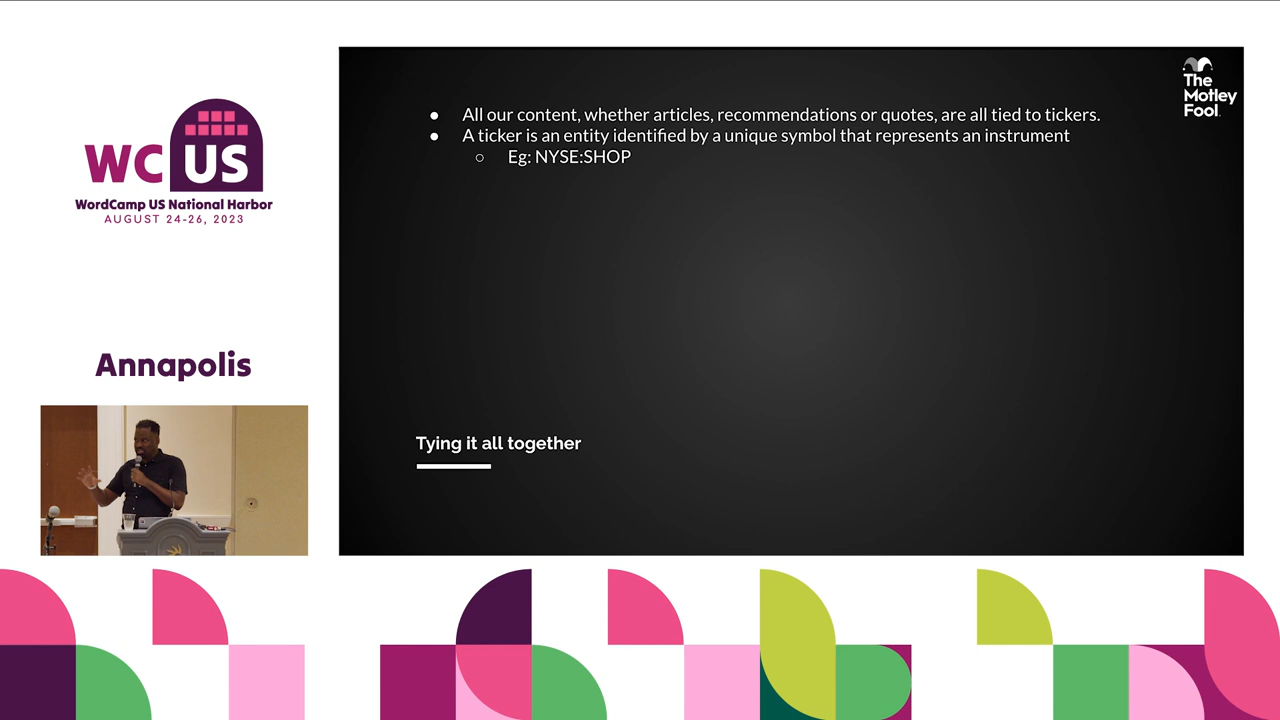 WC US
WordCamp US National Harbor
AUGUST 24-26, 2023
Annapolis
The
Motley
Fool.
● All our content, whether articles, recommendations or quotes, are all tied to tickers.
● A ticker is an entity identified by a unique symbol that represents an instrument
○ Eg: NYSE:SHOP
Tying it all together